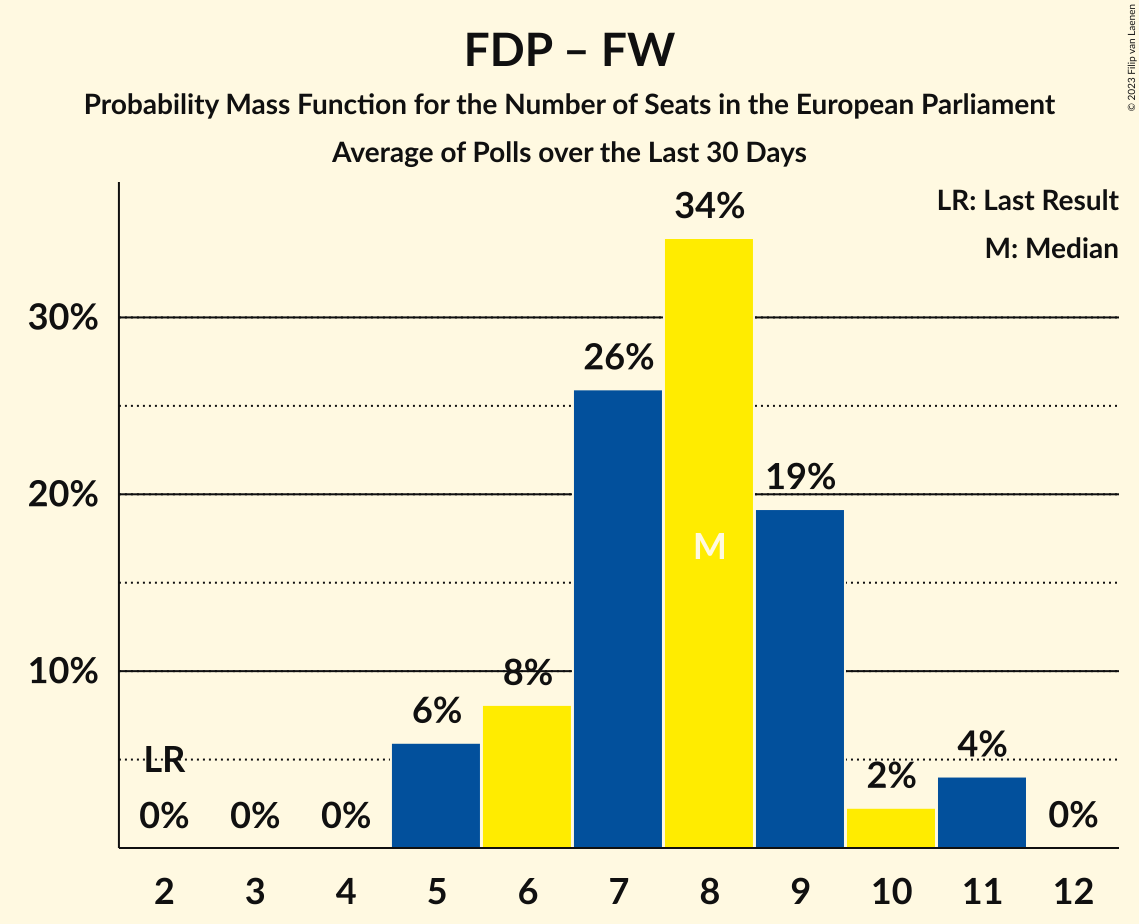 FDP – FW
Probability Mass Function for the Number of Seats in the European Parliament
Average of Polls over the Last 30 Days
© 2023 Filip van Laenen
LR: Last Result
M: Median
30%
20%
10%
LR
0%
0%
0%
6%
8%
26%
34%
M
19%
2%
4%
0%
2 3 4 5 6 7 8 9 10 11 12